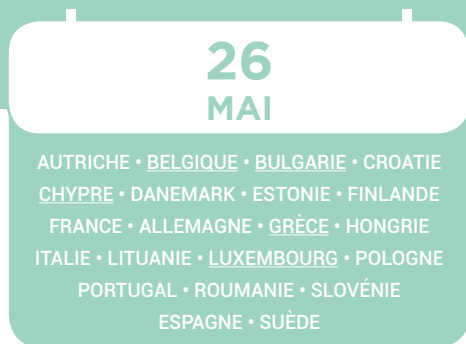 26
MAI
AUTRICHE • BELGIQUE • BULGARIE • CROATIE
CHYPRE • DANEMARK • ESTONIE • FINLANDE
FRANCE • ALLEMAGNE • GRÈCE • HONGRIE
ITALIE • LITUANIE • LUXEMBOURG • POLOGNE
PORTUGAL • ROUMANIE • SLOVÉNIE
ESPAGNE • SUÈDE